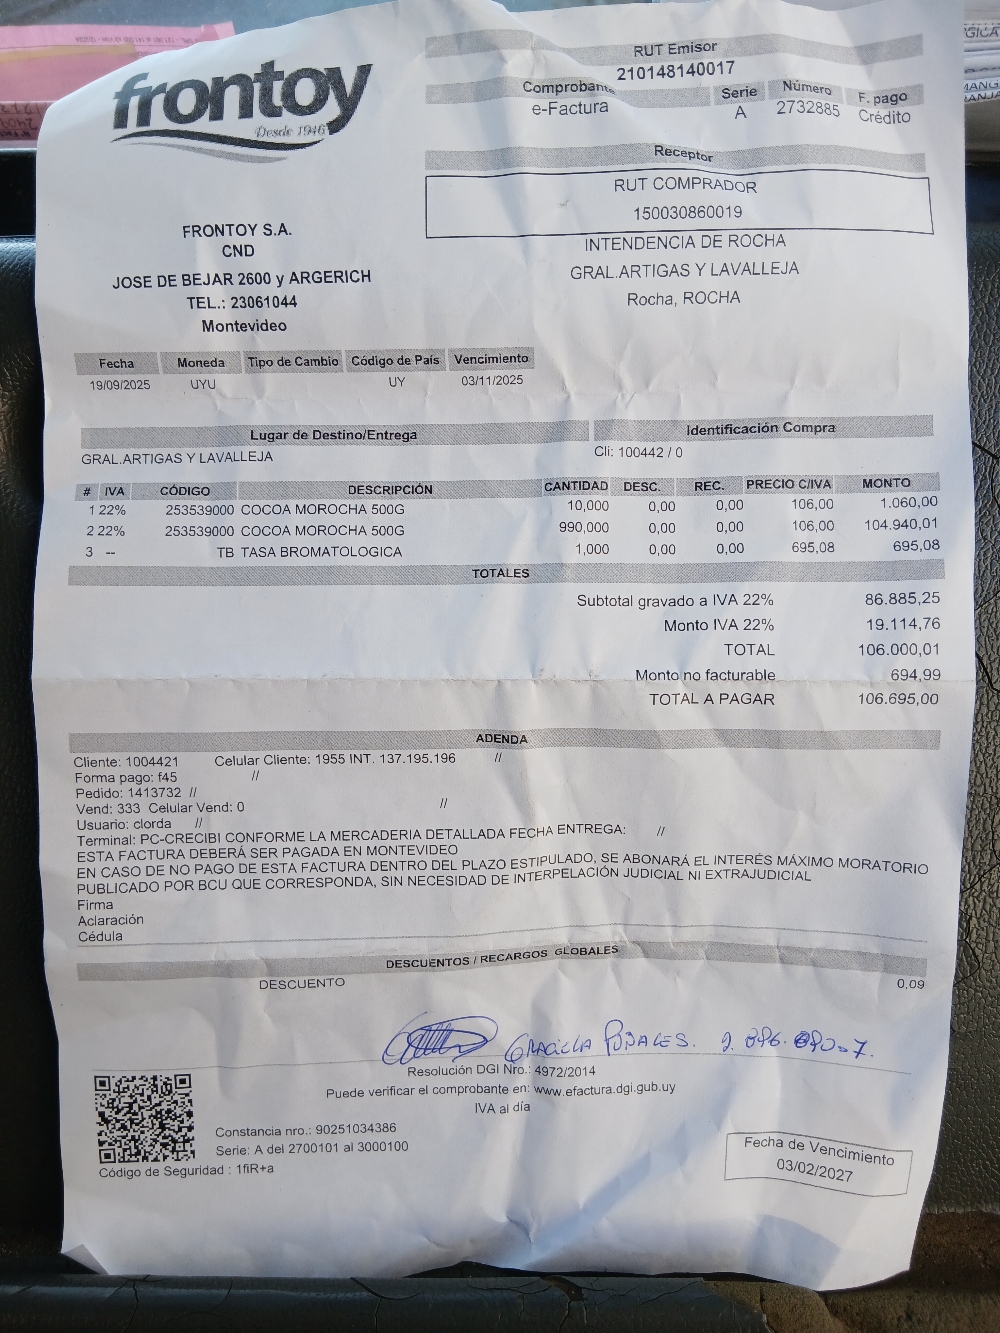 frontoy
Desde 1946
RUT Emisor
210148140017
Comprobante Serie Número F. pago
e-Factura A 2732885 Crédito
Receptor
RUT COMPRADOR
150030860019
INTENDENCIA DE ROCHA
GRAL.ARTIGAS Y LAVALLEJA
Rocha, ROCHA
FRONTOY S.A.
CND
JOSE DE BEJAR 2600 y ARGERICH
TEL.: 23061044
Montevideo
Fecha Moneda Tipo de Cambio Código de País Vencimiento
19/09/2025 UYU UY 03/11/2025
Lugar de Destino/Entrega Identificación Compra
GRAL.ARTIGAS Y LAVALLEJA Cli: 100442 / 0
# IVA CÓDIGO DESCRIPCIÓN CANTIDAD DESC. REC. PRECIO C/IVA MONTO
1 22% 253539000 COCOA MOROCHA 500G 10,000 0,00 0,00 106,00 1.060,00
2 22% 253539000 COCOA MOROCHA 500G 990,000 0,00 0,00 106,00 104.940,01
3 -- TB TASA BROMATOLOGICA 1,000 0,00 0,00 695,08 695,08
TOTALES
Subtotal gravado a IVA 22% 86.885,25
Monto IVA 22% 19.114,76
TOTAL 106.000,01
Monto no facturable 694,99
TOTAL A PAGAR 106.695,00
ADENDA
Cliente: 1004421 Celular Cliente: 1955 INT. 137.195.196 //
Forma pago: f45 //
Pedido: 1413732 //
Vend: 333 Celular Vend: 0 //
Usuario: clorda //
Terminal: PC-CRECIBI CONFORME LA MERCADERIA DETALLADA FECHA ENTREGA: //
ESTA FACTURA DEBERÁ SER PAGADA EN MONTEVIDEO
EN CASO DE NO PAGO DE ESTA FACTURA DENTRO DEL PLAZO ESTIPULADO, SE ABONARÁ EL INTERÉS MÁXIMO MORATORIO
PUBLICADO POR BCU QUE CORRESPONDA, SIN NECESIDAD DE INTERPELACIÓN JUDICIAL NI EXTRAJUDICIAL
Firma
Aclaración
Cédula
DESCUENTOS / RECARGOS GLOBALES
DESCUENTO 0,09
Resolución DGI Nro.: 4972/2014
Puede verificar el comprobante en: www.efactura.dgi.gub.uy
IVA al día
Constancia nro.: 90251034386
Serie: A del 2700101 al 3000100
Código de Seguridad : 1fiR+a
Fecha de Vencimiento
03/02/2027